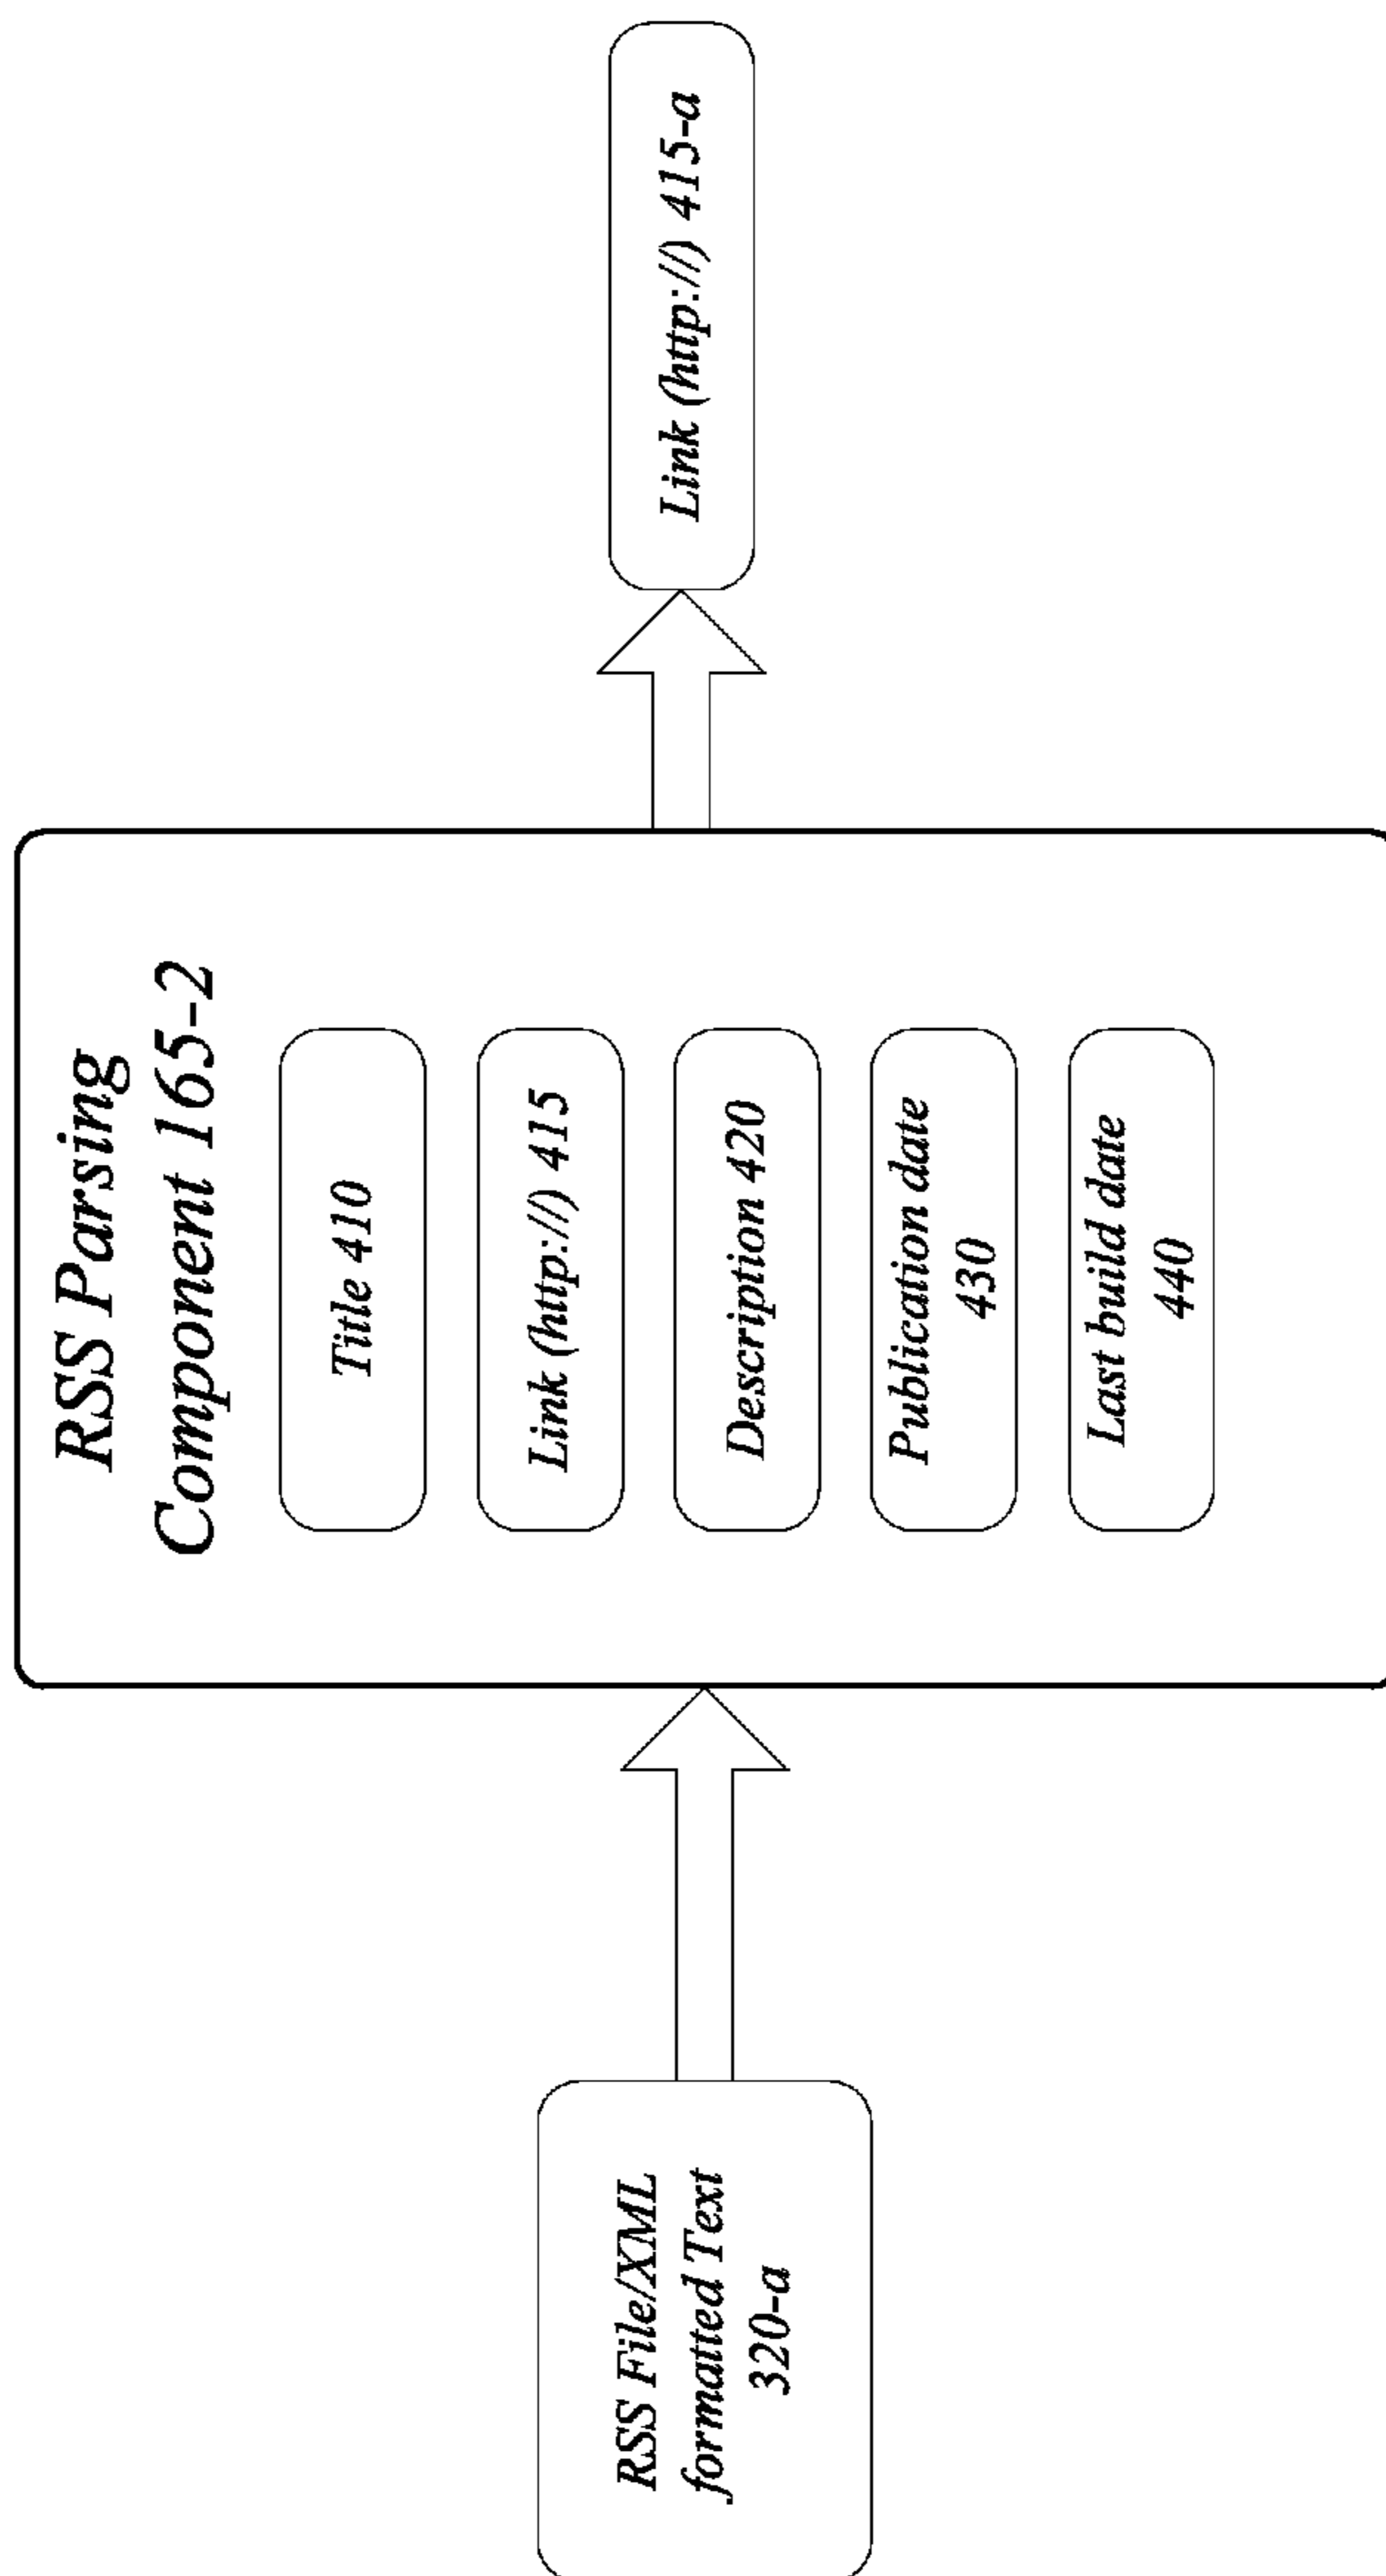 RSS File/XML
formatted Text
320-a
RSS Parsing
Component 165-2
Title 410
Link (http://) 415
Description 420
Publication date
430
Last build date
440
Link (http://) 415-a